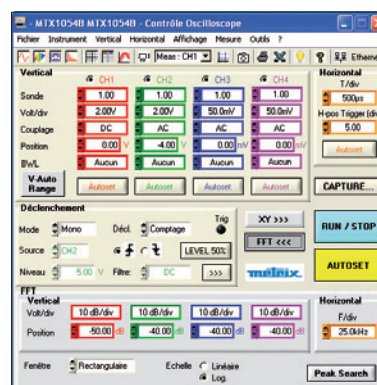 - MTX1054B MTX1054B - Contrôle Oscilloscope
Fichier Instrument Vertical Horizontal Affichage Mesure Outils ?
Meas : CH1 Etherne
Vertical
CH1 CH2 CH3 CH4
Sonde 1.00 1.00 1.00 1.00
Volt/div 2.00V 2.00V 50.0mV 50.0mV
Couplage DC AC AC AC
Position 0.00 V -4.00 V 0.00 mV 0.00 mV
BWL Aucun Aucun Aucun Aucun
V-Auto Range Autoset Autoset Autoset Autoset
Horizontal
T/div
500µs
H-pos Trigger (div
5.00
Autoset
CAPTURE...
RUN / STOP
AUTOSET
Déclenchement
Mode Mono Décl. Comptage Trig
Source CH2 LEVEL 50%
Niveau 5.00 V Filtre: DC >>>
XY >>>
FFT <<<
metrix
FFT
Vertical
Volt/div 10 dB/div 10 dB/div 10 dB/div 10 dB/div
Position -50.00 dB -40.00 dB -40.00 dB -40.00 dB
Horizontal
F/div
25.0kHz
Fenêtre Rectangulaire Echelle Linéaire
Log.
Peak Search